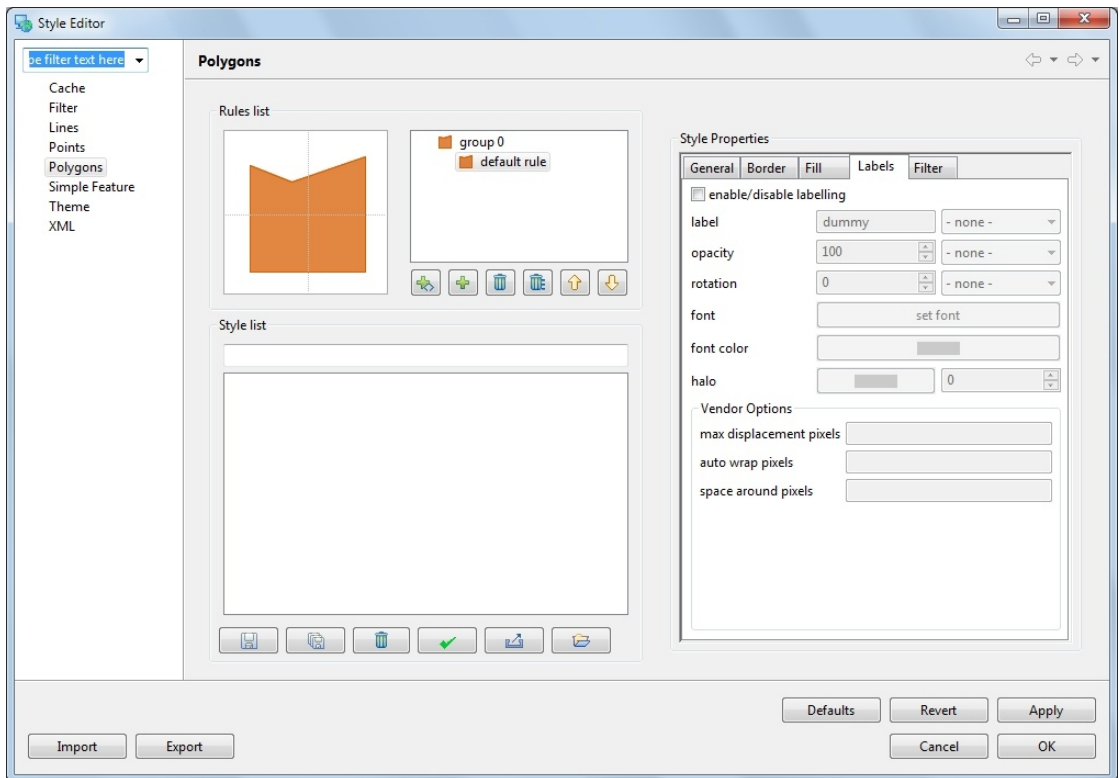 Style Editor
pe filter text here
Polygons
Cache
Filter
Lines
Points
Polygons
Simple Feature
Theme
XML
Rules list
group 0
default rule
Style list
Style Properties
General Border Fill Labels Filter
enable/disable labelling
label dummy - none -
opacity 100 - none -
rotation 0 - none -
font set font
font color
halo 0
Vendor Options
max displacement pixels
auto wrap pixels
space around pixels
Defaults Revert Apply
Import Export Cancel OK